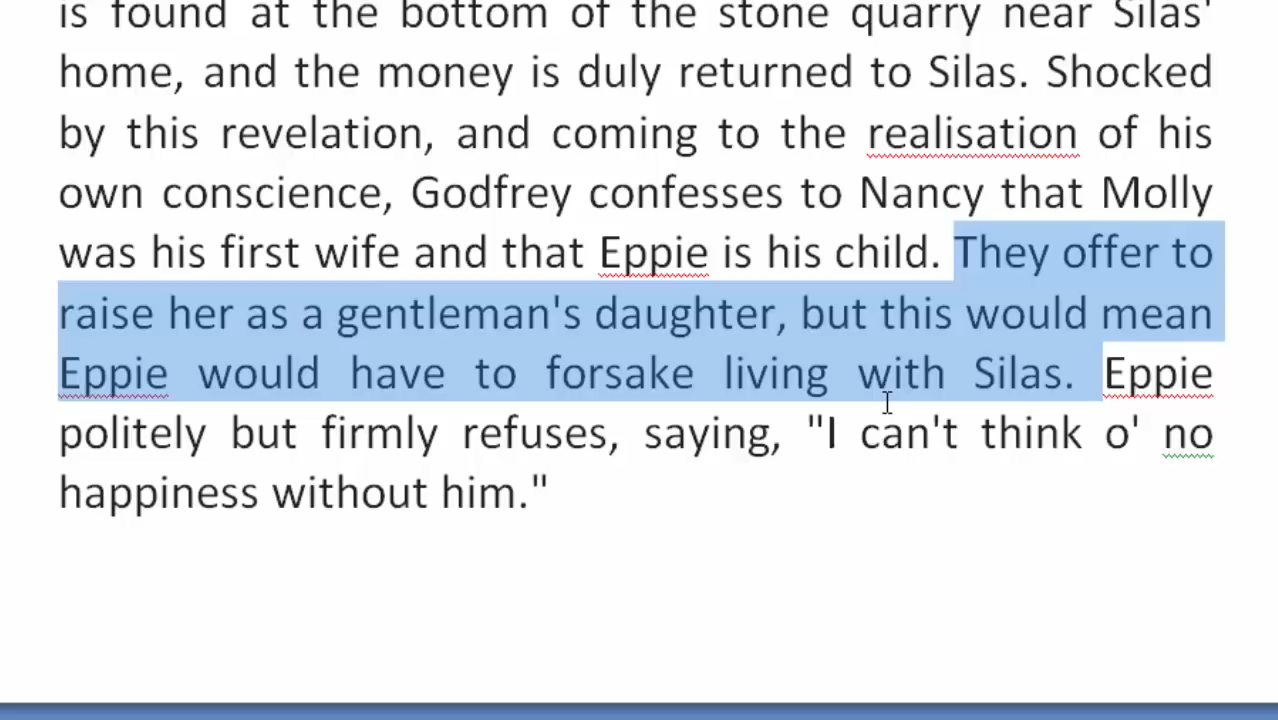 is found at the bottom of the stone quarry near Silas'
home, and the money is duly returned to Silas. Shocked
by this revelation, and coming to the realisation of his
own conscience, Godfrey confesses to Nancy that Molly
was his first wife and that Eppie is his child. They offer to
raise her as a gentleman's daughter, but this would mean
Eppie would have to forsake living with Silas. Eppie
politely but firmly refuses, saying, "I can't think o' no
happiness without him."